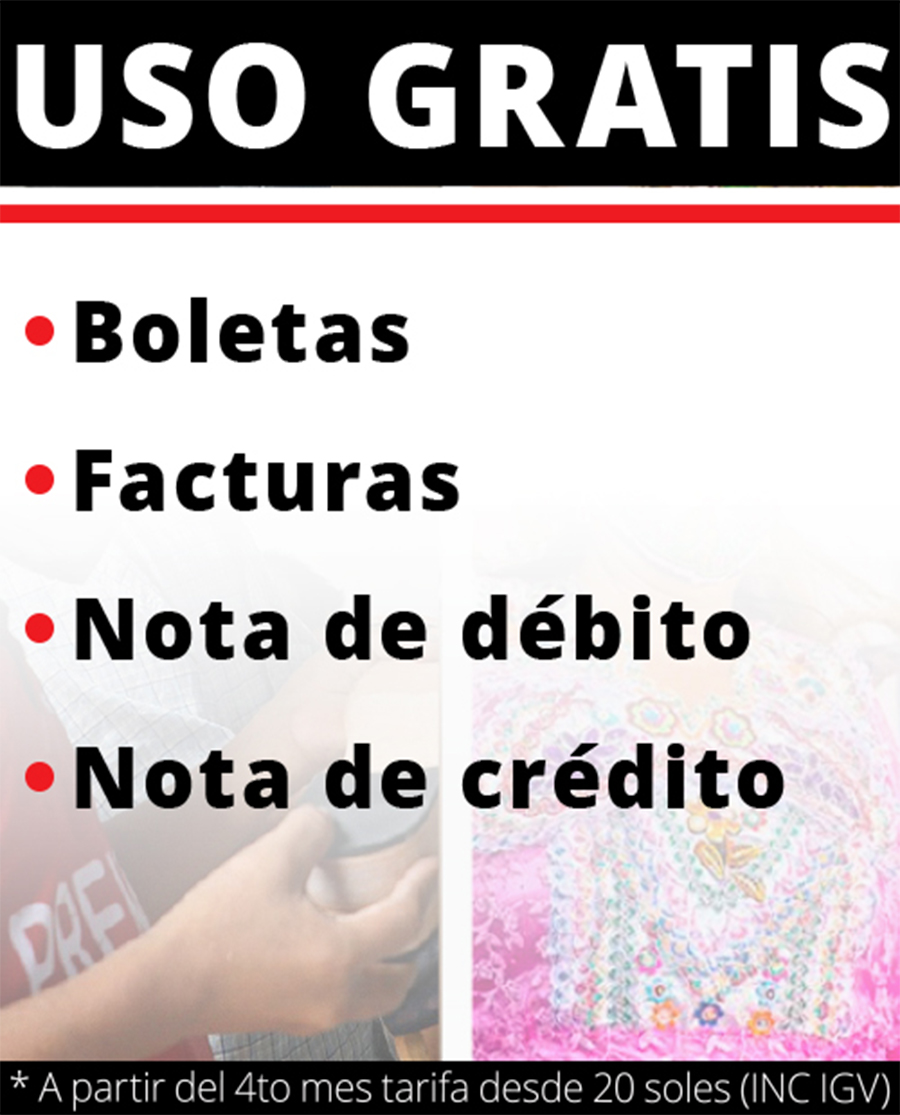 USO GRATIS
• Boletas
• Facturas
• Nota de débito
• Nota de crédito
PRE
* A partir del 4to mes tarifa desde 20 soles (INC IGV)